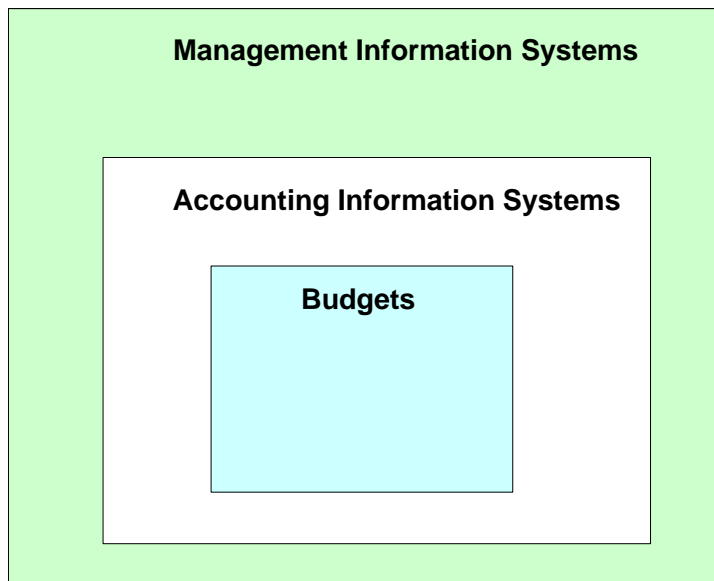 Management Information Systems
Accounting Information Systems
Budgets